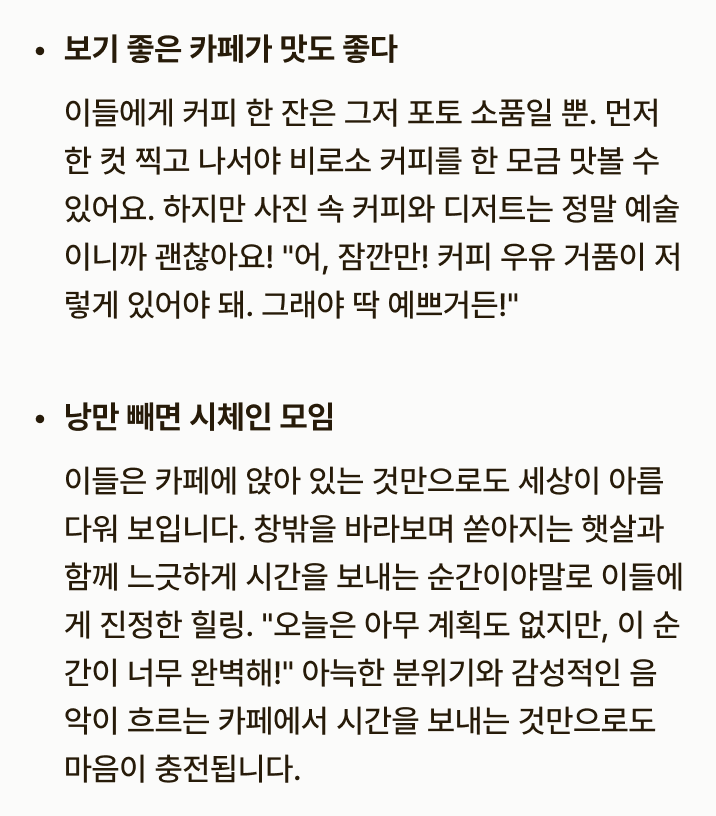 • 보기 좋은 카페가 맛도 좋다
이들에게 커피 한 잔은 그저 포토 소품일 뿐. 먼저
한 컷 찍고 나서야 비로소 커피를 한 모금 맛볼 수
있어요. 하지만 사진 속 커피와 디저트는 정말 예술
이니까 괜찮아요! "어, 잠깐만! 커피 우유 거품이 저
렇게 있어야 돼. 그래야 딱 예쁘거든!"
• 낭만 빼면 시체인 모임
이들은 카페에 앉아 있는 것만으로도 세상이 아름
다워 보입니다. 창밖을 바라보며 쏟아지는 햇살과
함께 느긋하게 시간을 보내는 순간이야말로 이들에
게 진정한 힐링. "오늘은 아무 계획도 없지만, 이 순
간이 너무 완벽해!" 아늑한 분위기와 감성적인 음
악이 흐르는 카페에서 시간을 보내는 것만으로도
마음이 충전됩니다.